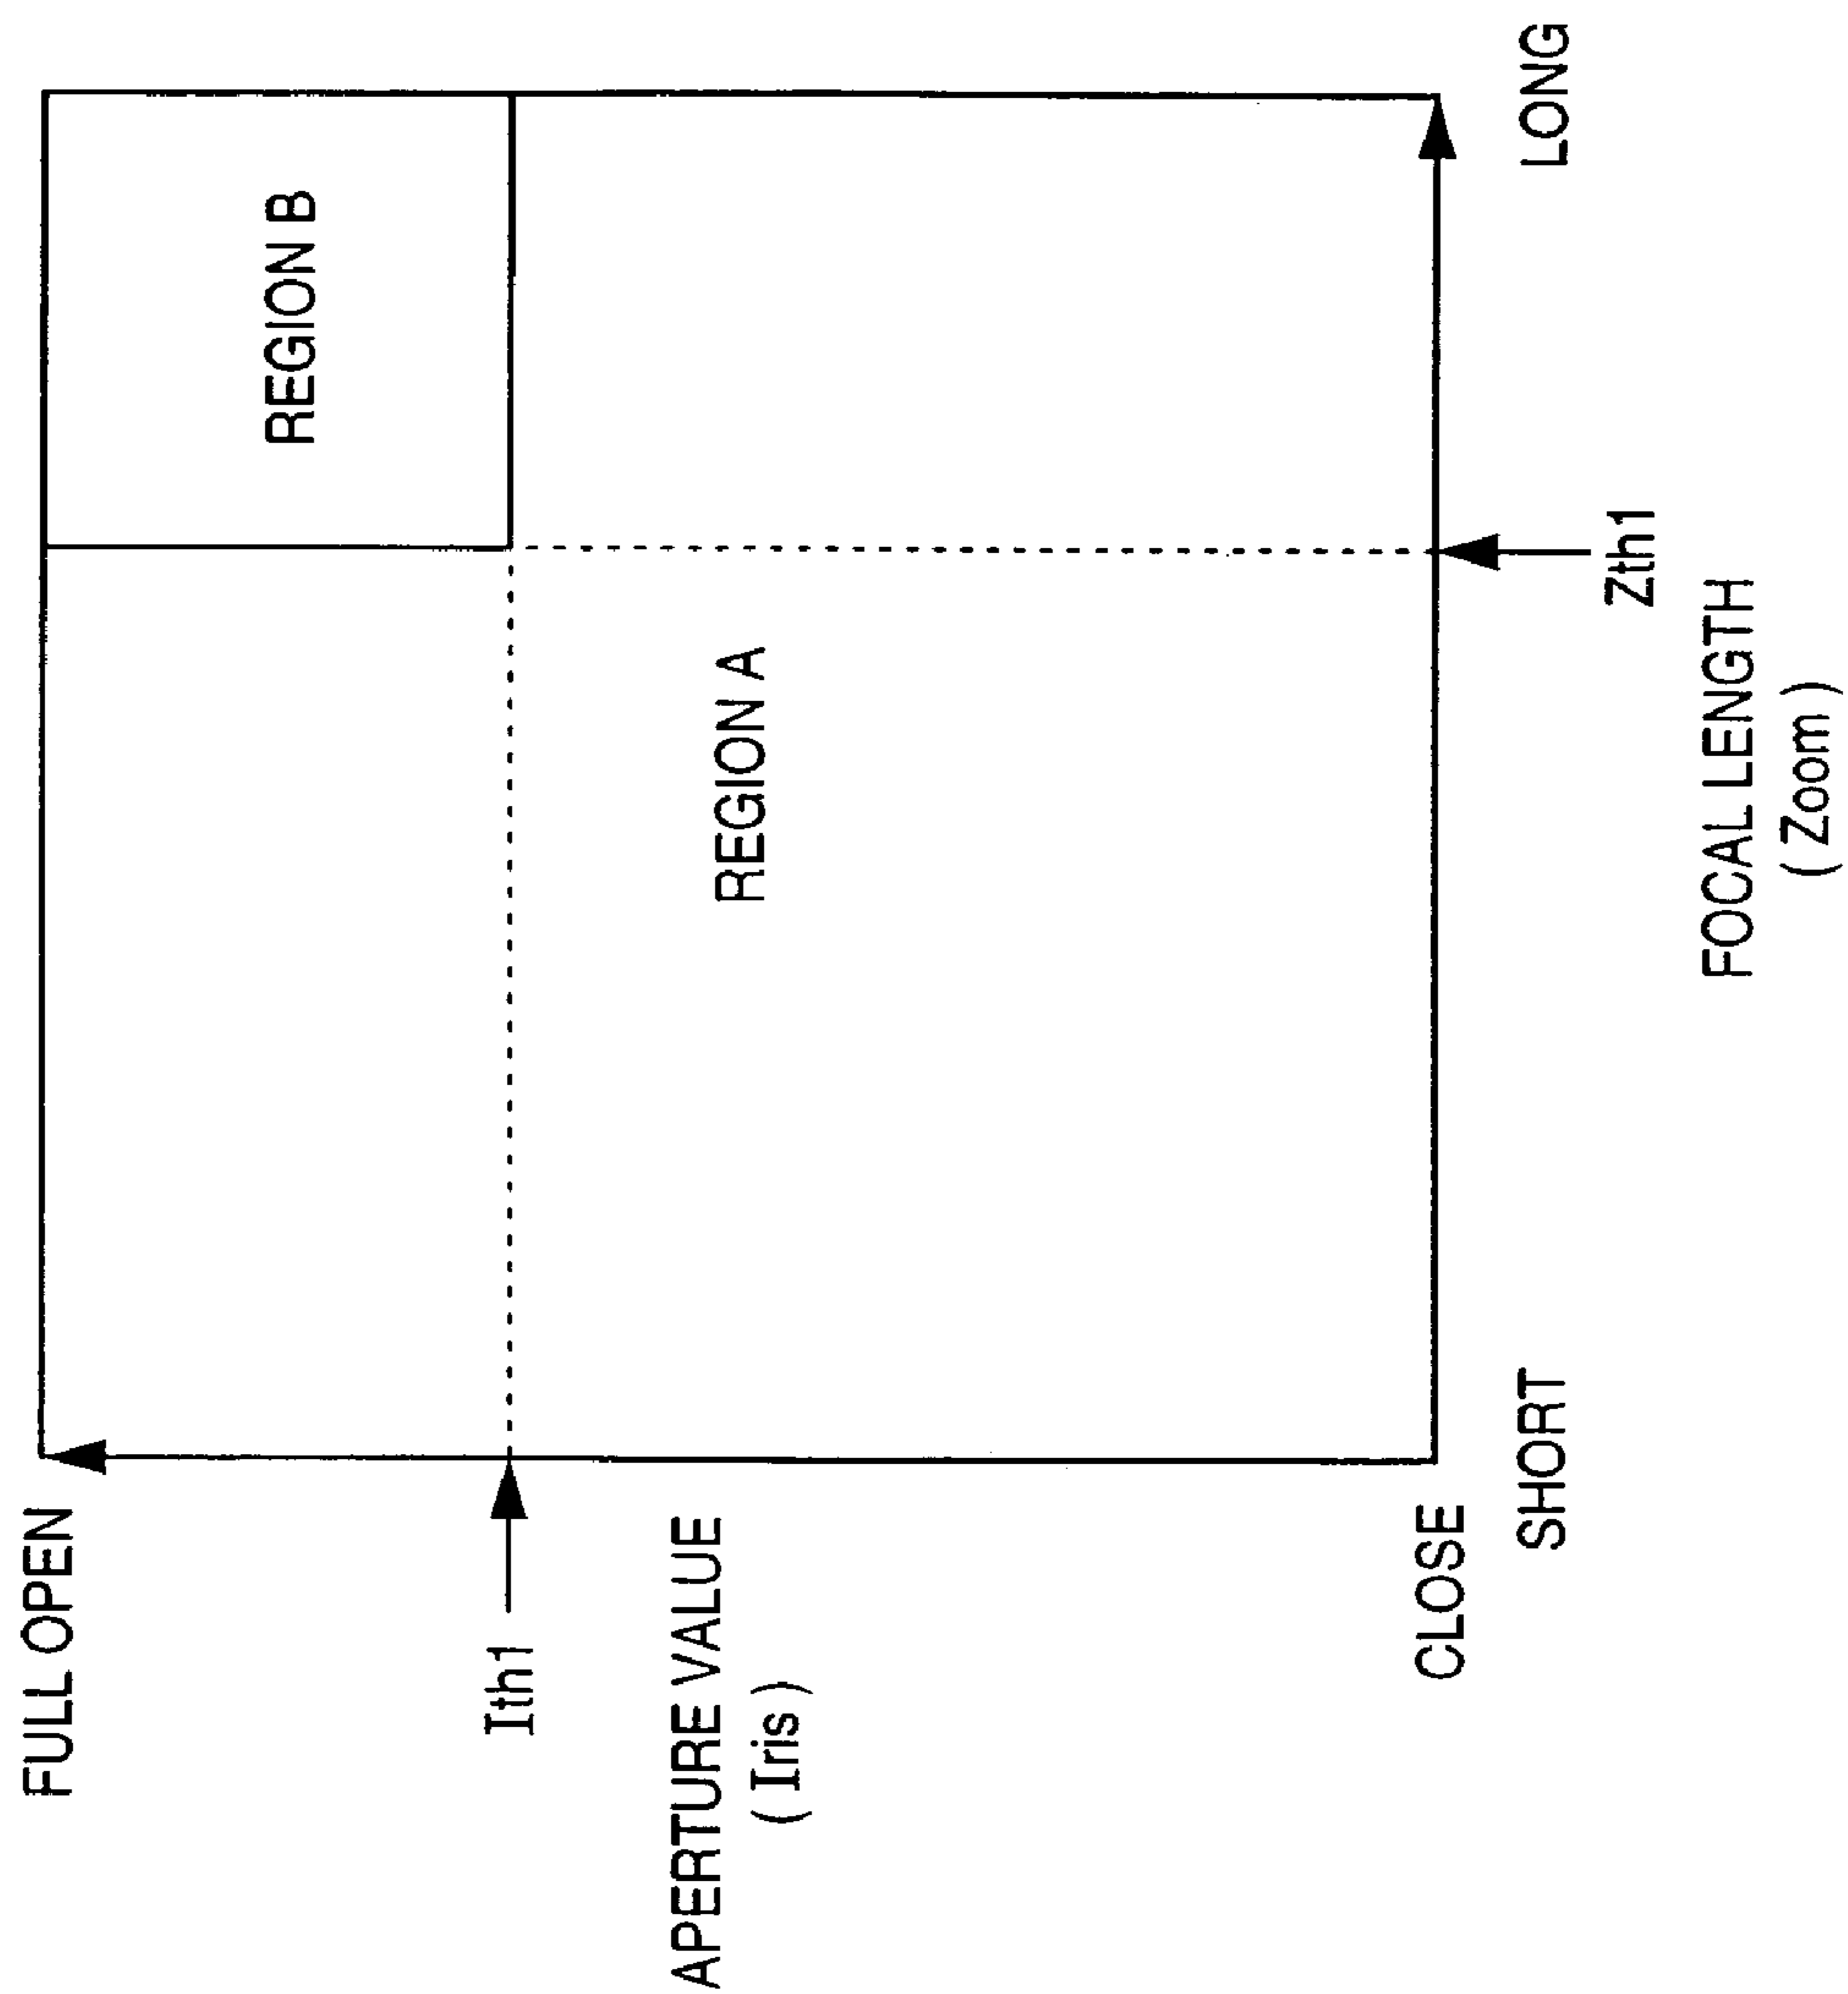 FULL OPEN
REGION B
Ith1
REGION A
APERTURE VALUE
( Iris )
CLOSE
SHORT
LONG
Zth1
FOCAL LENGTH
( Zoom )